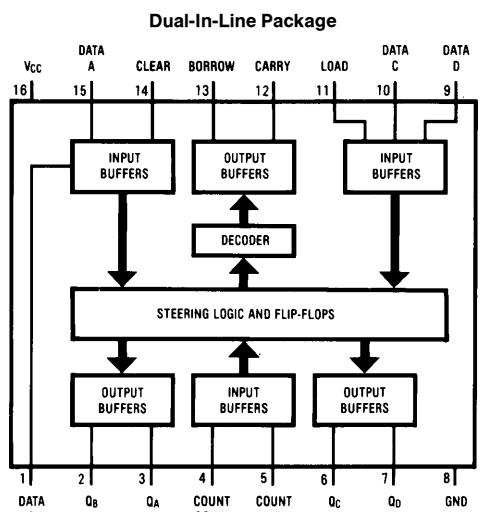 Dual-In-Line Package
DATA DATA DATA
VCC A CLEAR BORROW CARRY LOAD C D
16 15 14 13 12 11 10 9
INPUT BUFFERS
OUTPUT BUFFERS
INPUT BUFFERS
DECODER
STEERING LOGIC AND FLIP-FLOPS
OUTPUT BUFFERS
INPUT BUFFERS
OUTPUT BUFFERS
1 2 3 4 5 6 7 8
DATA QB QA COUNT COUNT QC QD GND